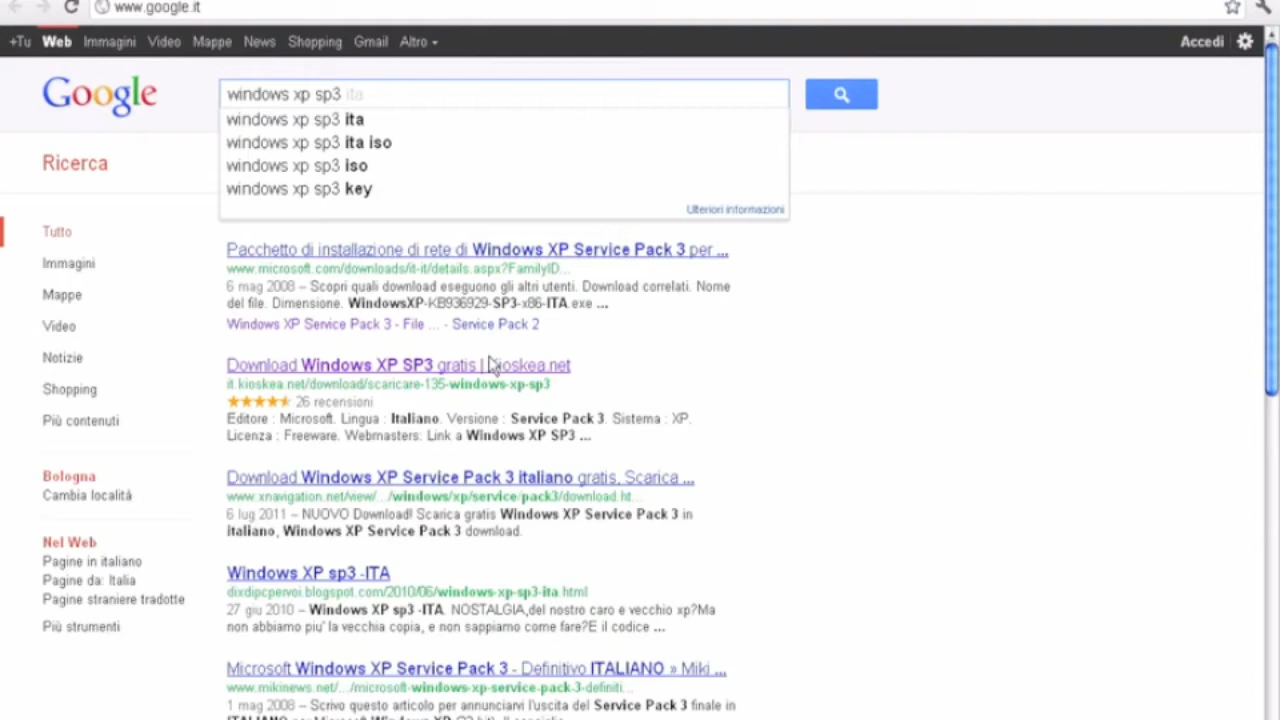 www.google.it
+Tu Web Immagini Video Mappe News Shopping Gmail Altro Accedi
Google
windows xp sp3 ita
windows xp sp3 ita
windows xp sp3 ita iso
windows xp sp3 iso
windows xp sp3 key
Ulteriori informazioni
Ricerca
Tutto
Immagini
Mappe
Video
Notizie
Shopping
Più contenuti
Bologna
Cambia località
Nel Web
Pagine in italiano
Pagine da: Italia
Pagine straniere tradotte
Più strumenti
Pacchetto di installazione di rete di Windows XP Service Pack 3 per ...
www.microsoft.com/downloads/it-it/details.aspx?FamilyID...
6 mag 2008 – Scopri quali download eseguono gli altri utenti. Download correlati. Nome
del file. Dimensione. WindowsXP-KB936929-SP3-x86-ITA.exe ...
Windows XP Service Pack 3 - File ... - Service Pack 2
Download Windows XP SP3 gratis | Kioskea.net
it.kioskea.net/download/scaricare-135-windows-xp-sp3
26 recensioni
Editore : Microsoft. Lingua : Italiano. Versione : Service Pack 3. Sistema : XP.
Licenza : Freeware. Webmasters: Link a Windows XP SP3 ...
Download Windows XP Service Pack 3 italiano gratis, Scarica ...
www.xnavigation.net/view/.../windows/xp/service/pack3/download.ht...
6 lug 2011 – NUOVO Download! Scarica gratis Windows XP Service Pack 3 in
italiano, Windows XP Service Pack 3 download.
Windows XP sp3 -ITA
dixdipcpervoi.blogspot.com/2010/06/windows-xp-sp3-ita.html
27 giu 2010 – Windows XP sp3 -ITA. NOSTALGIA,del nostro caro e vecchio xp?Ma
non abbiamo piu' la vecchia copia, e non sappiamo come fare?E il codice ...
Microsoft Windows XP Service Pack 3 - Definitivo ITALIANO » Miki ...
www.mikinews.net/.../microsoft-windows-xp-service-pack-3-definiti...
1 mag 2008 – Scrivo questo articolo per annunciarvi l'uscita del Service Pack 3 finale in
ITALIANO per Microsoft Windows XP (32 bit).